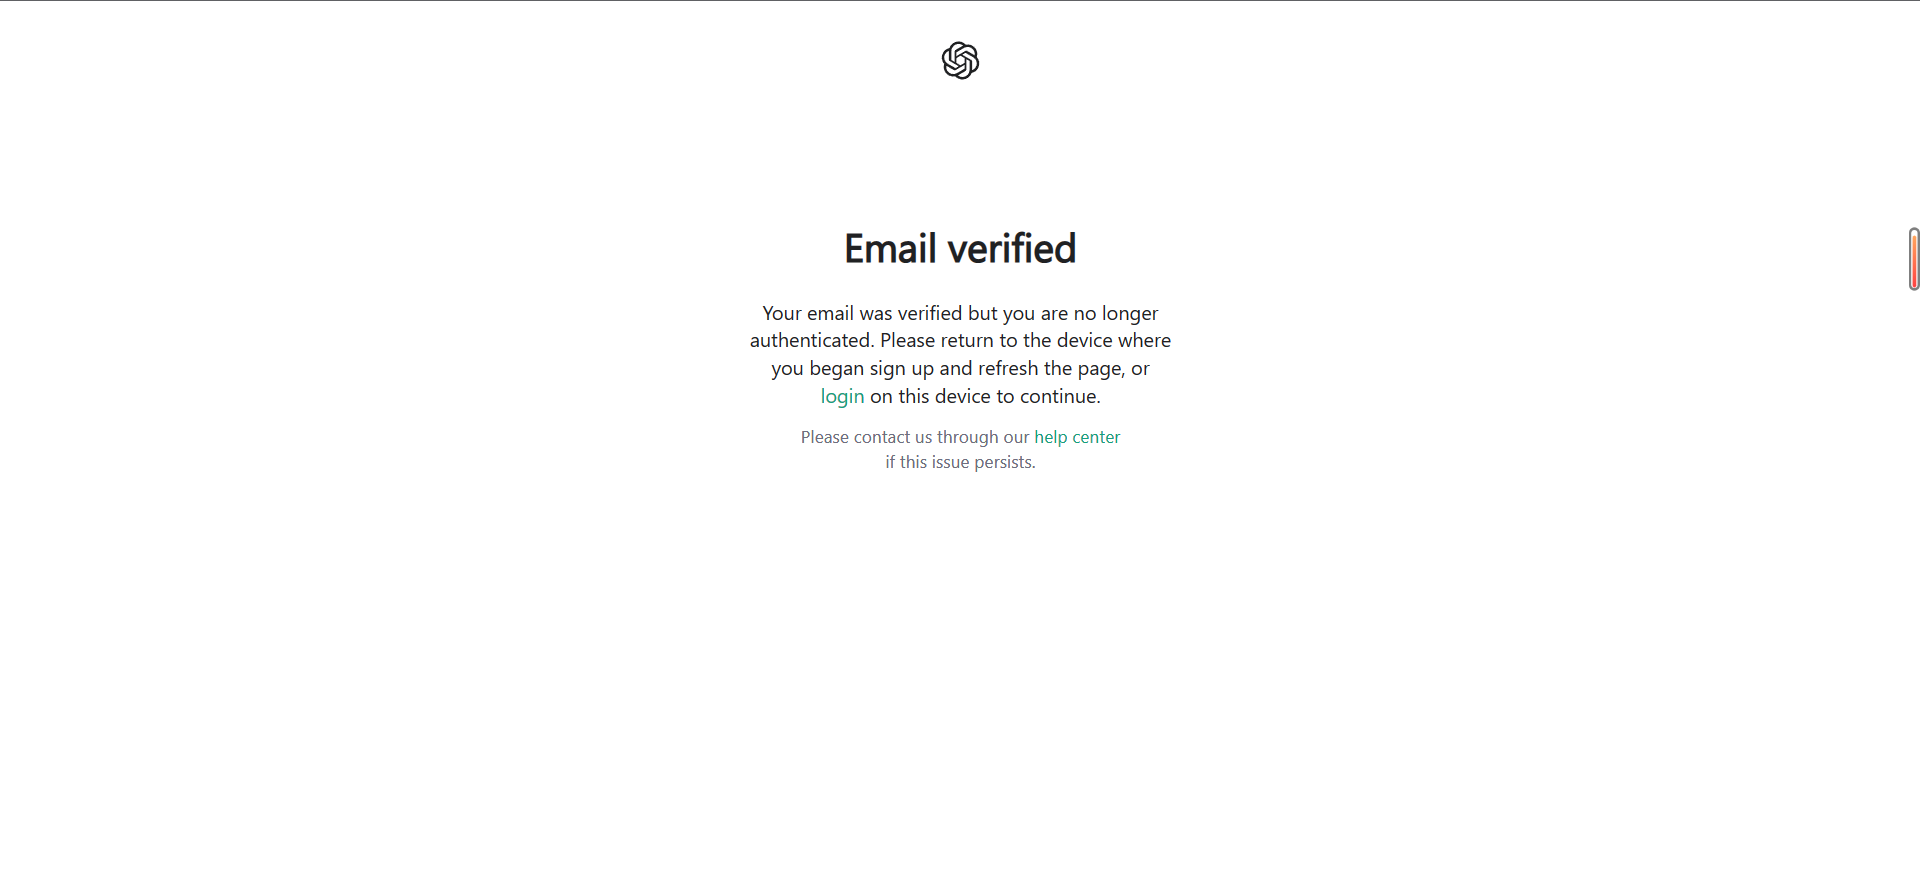 Email verified
Your email was verified but you are no longer
authenticated. Please return to the device where
you began sign up and refresh the page, or
login on this device to continue.
Please contact us through our help center
if this issue persists.